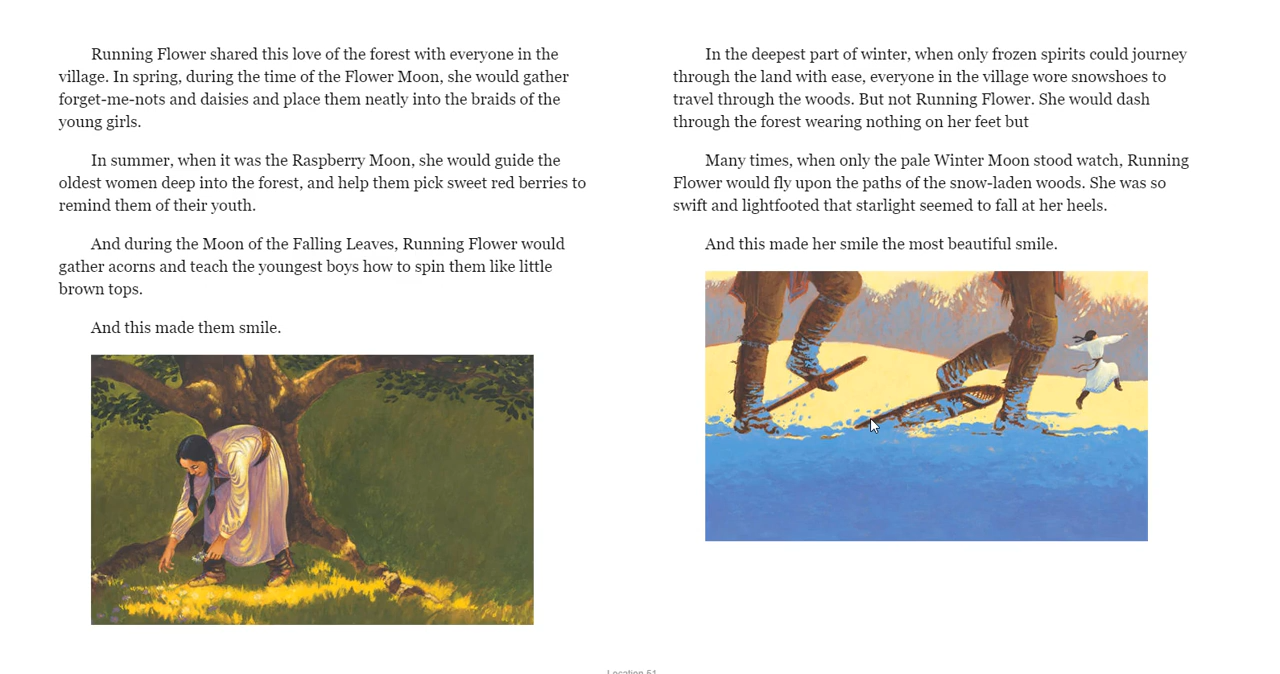 Running Flower shared this love of the forest with everyone in the
village. In spring, during the time of the Flower Moon, she would gather
forget-me-nots and daisies and place them neatly into the braids of the
young girls.
In summer, when it was the Raspberry Moon, she would guide the
oldest women deep into the forest, and help them pick sweet red berries to
remind them of their youth.
And during the Moon of the Falling Leaves, Running Flower would
gather acorns and teach the youngest boys how to spin them like little
brown tops.
And this made them smile.
In the deepest part of winter, when only frozen spirits could journey
through the land with ease, everyone in the village wore snowshoes to
travel through the woods. But not Running Flower. She would dash
through the forest wearing nothing on her feet but
Many times, when only the pale Winter Moon stood watch, Running
Flower would fly upon the paths of the snow-laden woods. She was so
swift and lightfooted that starlight seemed to fall at her heels.
And this made her smile the most beautiful smile.
Location 51